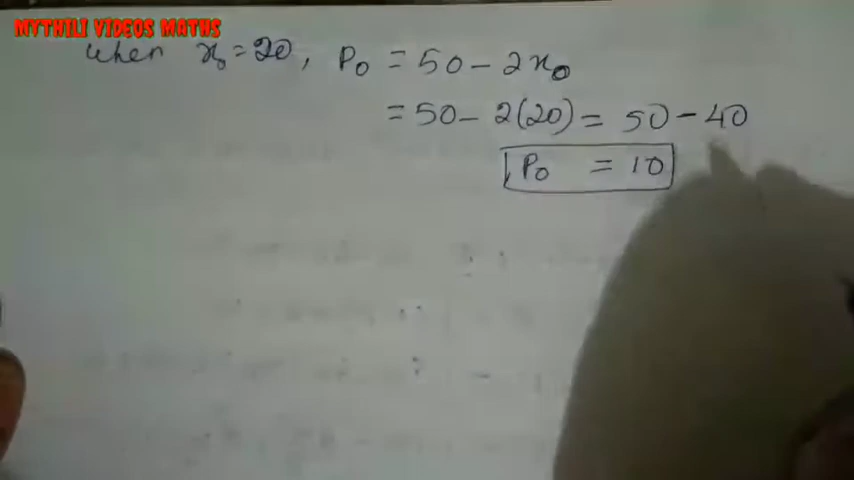 MYTHILI VIDEOS MATHS
when x₀ = 20, P₀ = 50 - 2x₀
= 50 - 2(20) = 50 - 40
P₀ = 10